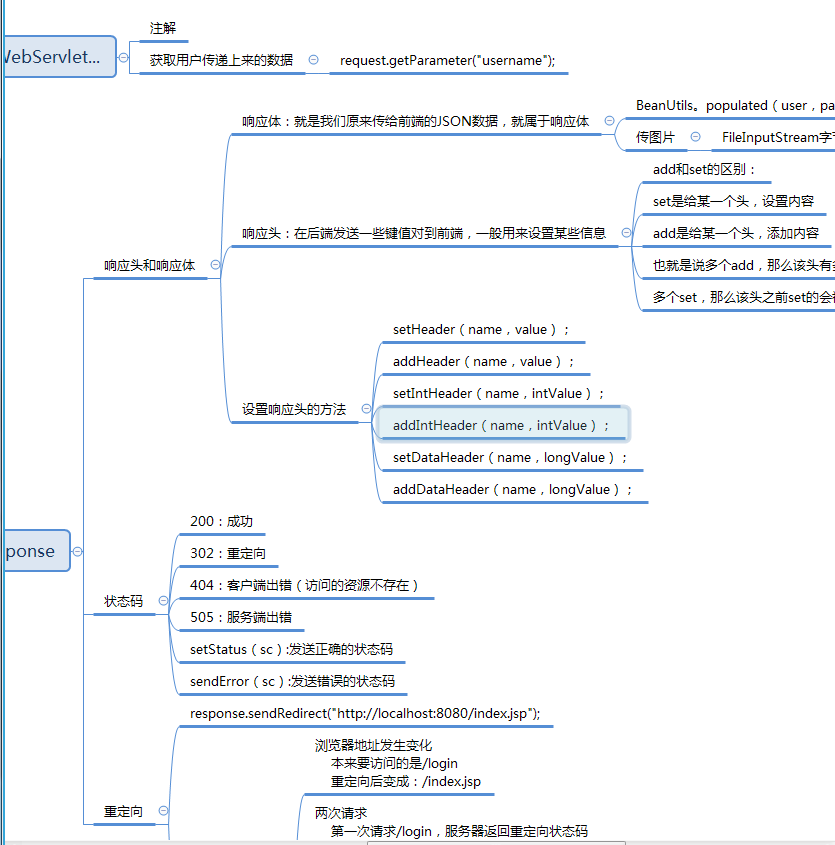 注解
WebServlet...
获取用户传递上来的数据
request.getParameter("username");
响应体：就是我们原来传给前端的JSON数据，就属于响应体
BeanUtils。populated（user，pa
传图片
FileInputStream字
add和set的区别：
set是给某一个头，设置内容
add是给某一个头，添加内容
也就是说多个add，那么该头有
多个set，那么该头之前set的会
响应头：在后端发送一些键值对到前端，一般用来设置某些信息
响应头和响应体
设置响应头的方法
setHeader（name，value）；
addHeader（name，value）；
setIntHeader（name，intValue）；
addIntHeader（name，intValue）；
setDataHeader（name，longValue）；
addDataHeader（name，longValue）；
ponse
状态码
200：成功
302：重定向
404：客户端出错（访问的资源不存在）
505：服务端出错
setStatus（sc）:发送正确的状态码
sendError（sc）:发送错误的状态码
重定向
response.sendRedirect("http://localhost:8080/index.jsp");
浏览器地址发生变化
本来要访问的是/login
重定向后变成：/index.jsp
两次请求
第一次请求/login，服务器返回重定向状态码